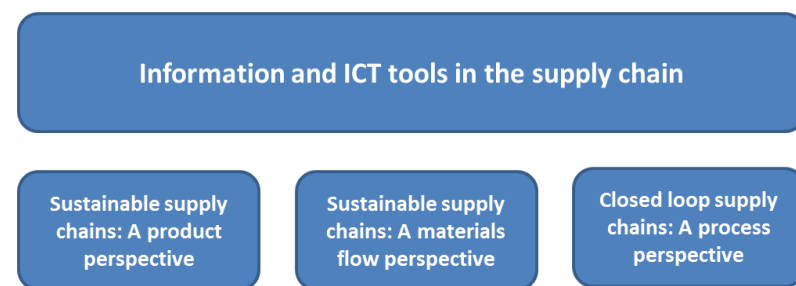 Information and ICT tools in the supply chain
Sustainable supply
chains: A product
perspective
Sustainable supply
chains: A materials
flow perspective
Closed loop supply
chains: A process
perspective